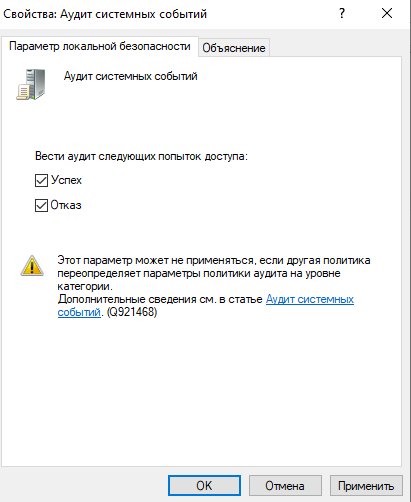 Свойства: Аудит системных событий ? ×
Параметр локальной безопасности Объяснение
Аудит системных событий
Вести аудит следующих попыток доступа:
Успех
Отказ
Этот параметр может не применяться, если другая политика
переопределяет параметры политики аудита на уровне
категории.
Дополнительные сведения см. в статье Аудит системных
событий. (Q921468)
OK Отмена Применить